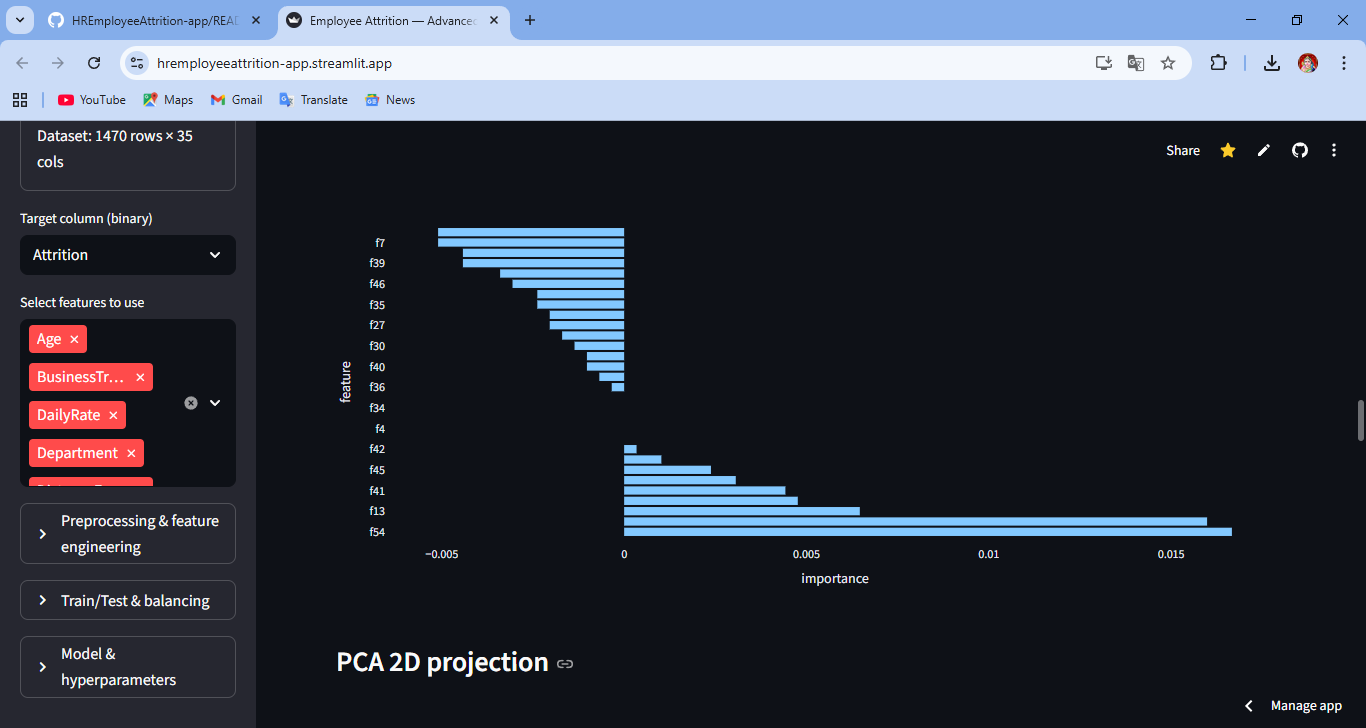 HREmployeeAttrition-app/READ
Employee Attrition — Advanced
hremployeeattrition-app.streamlit.app
YouTube
Maps
Gmail
Translate
News
Dataset: 1470 rows × 35
cols
Target column (binary)
Attrition
Select features to use
Age ×
BusinessTr... ×
DailyRate ×
Department ×
Preprocessing & feature
engineering
Train/Test & balancing
Model &
hyperparameters
Share
feature
f7
f39
f46
f35
f27
f30
f40
f36
f34
f4
f42
f45
f41
f13
f54
−0.005
0
0.005
0.01
0.015
importance
PCA 2D projection
Manage app